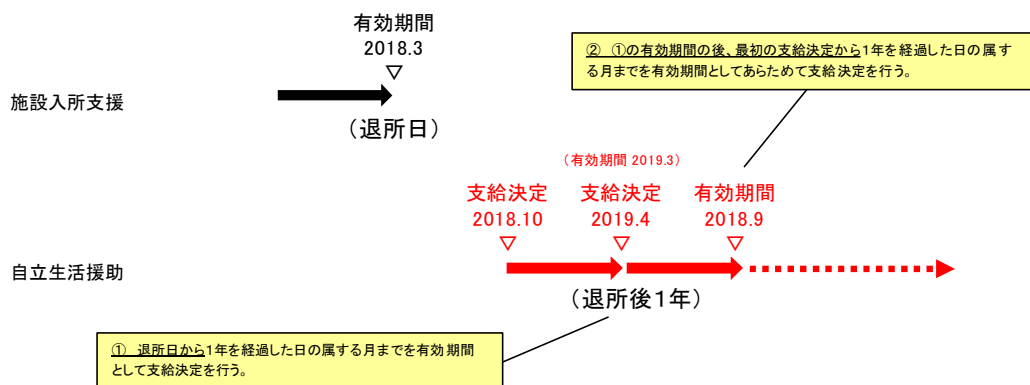 有効期間
2018.3
▽
② ①の有効期間の後、最初の支給決定から1年を経過した日の属す
る月までを有効期間としてあらためて支給決定を行う。
施設入所支援
（退所日）
（有効期間 2019.3）
支給決定 支給決定 有効期間
2018.10 2019.4 2018.9
▽ ▽ ▽
自立生活援助
（退所後1年）
① 退所日から1年を経過した日の属する月までを有効期間
として支給決定を行う。